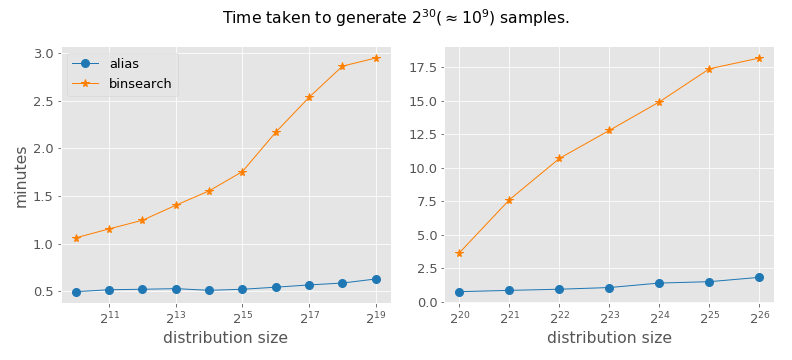 Time taken to generate 2^30(≈ 10^9) samples.
3.0
2.5
2.0
1.5
1.0
0.5
minutes
alias
binsearch
2^11 2^13 2^15 2^17 2^19
distribution size
17.5
15.0
12.5
10.0
7.5
5.0
2.5
0.0
2^20 2^21 2^22 2^23 2^24 2^25 2^26
distribution size